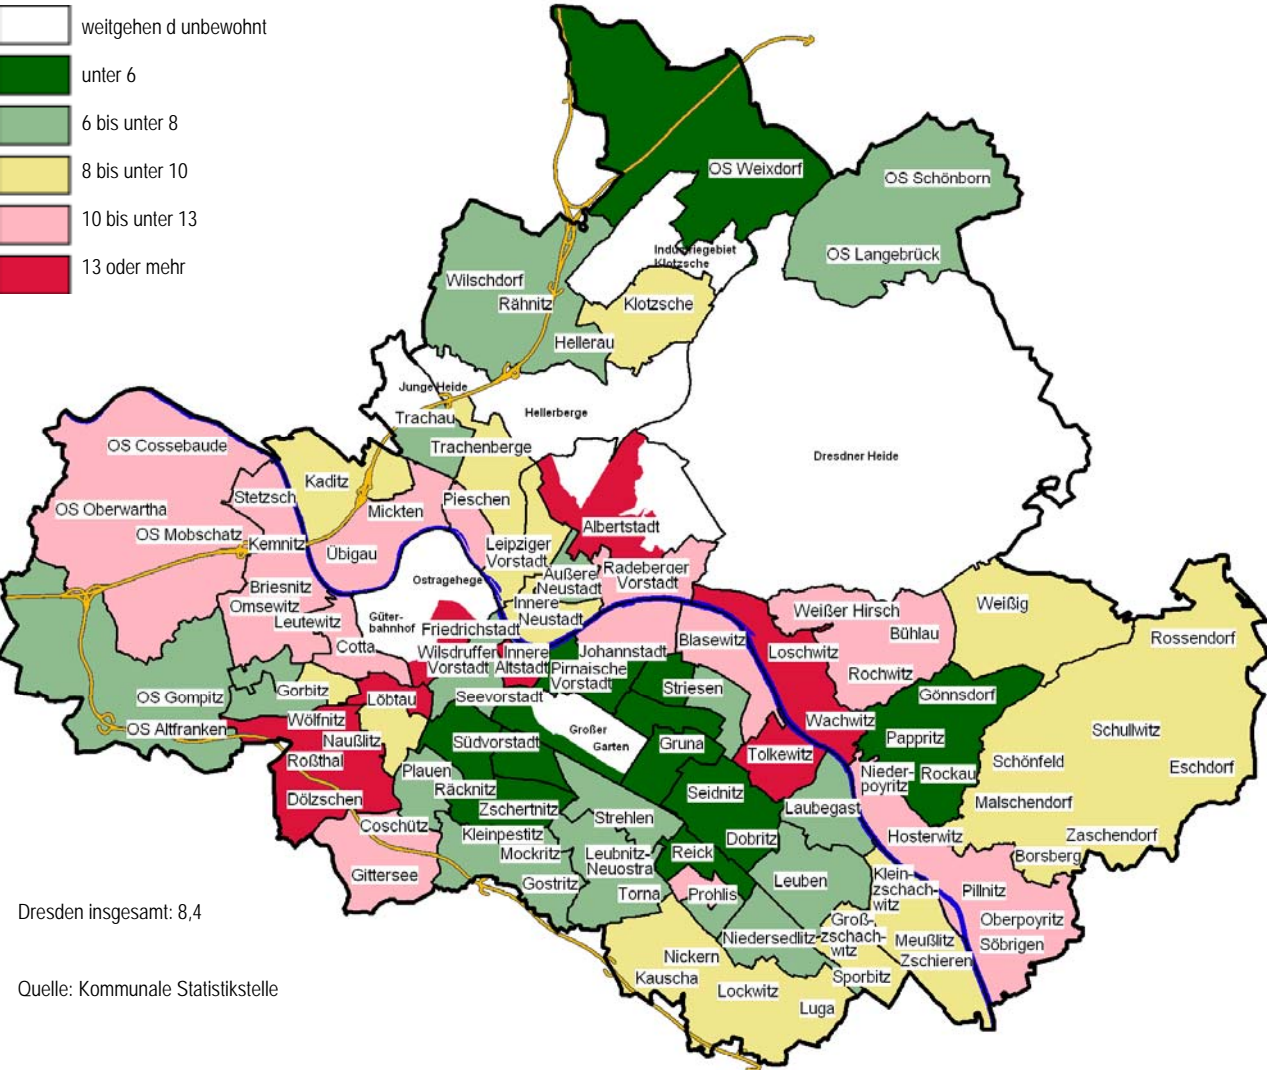 weitgehen d unbewohnt
unter 6
6 bis unter 8
8 bis unter 10
10 bis unter 13
13 oder mehr
OS Weixdorf
OS Schönborn
OS Langebrück
Industriegebiet
Klotzsche
Wilschdorf
Rähnitz
Klotzsche
Hellerau
Junge Heide
Hellerberge
Trachau
Trachenberge
Dresdner Heide
OS Cossebaude
Kaditz
Stetzsch
Pieschen
Mickten
OS Oberwartha
OS Mobschatz
Kemnitz
Übigau
Albertstadt
Leipziger
Vorstadt
Radeberger
Vorstadt
Äußere
Neustadt
Ostragehege
Briesnitz
Omsewitz
Leutewitz
Innere
Neustadt
Güter-
bahnhof
Friedrichstadt
Cotta
Wilsdruffer
Vorstadt
Innere
Altstadt
Pirnaische
Vorstadt
Johannstadt
Blasewitz
Loschwitz
Weißer Hirsch
Bühlau
Rochwitz
Weißig
Rossendorf
OS Gompitz
Gorbitz
Löbtau
Seevorstadt
Striesen
Gönnsdorf
OS Altfranken
Wölfnitz
Naußlitz
Roßthal
Südvorstadt
Großer
Garten
Gruna
Tolkewitz
Wachwitz
Pappritz
Schullwitz
Dölzschen
Plauen
Räcknitz
Zschertnitz
Seidnitz
Nieder-
poyritz
Rockau
Schönfeld
Eschdorf
Malschendorf
Coschütz
Kleinpestitz
Mockritz
Strehlen
Laubegast
Hosterwitz
Zaschendorf
Borsberg
Dobritz
Reick
Leubnitz-
Neuostra
Gittersee
Gostritz
Torna
Prohlis
Leuben
Klein-
zschach-
witz
Pillnitz
Oberpoyritz
Söbrigen
Niedersedlitz
Groß-
zschach-
witz
Meußlitz
Zschieren
Nickern
Kauscha
Lockwitz
Sporbitz
Luga
Dresden insgesamt: 8,4
Quelle: Kommunale Statistikstelle